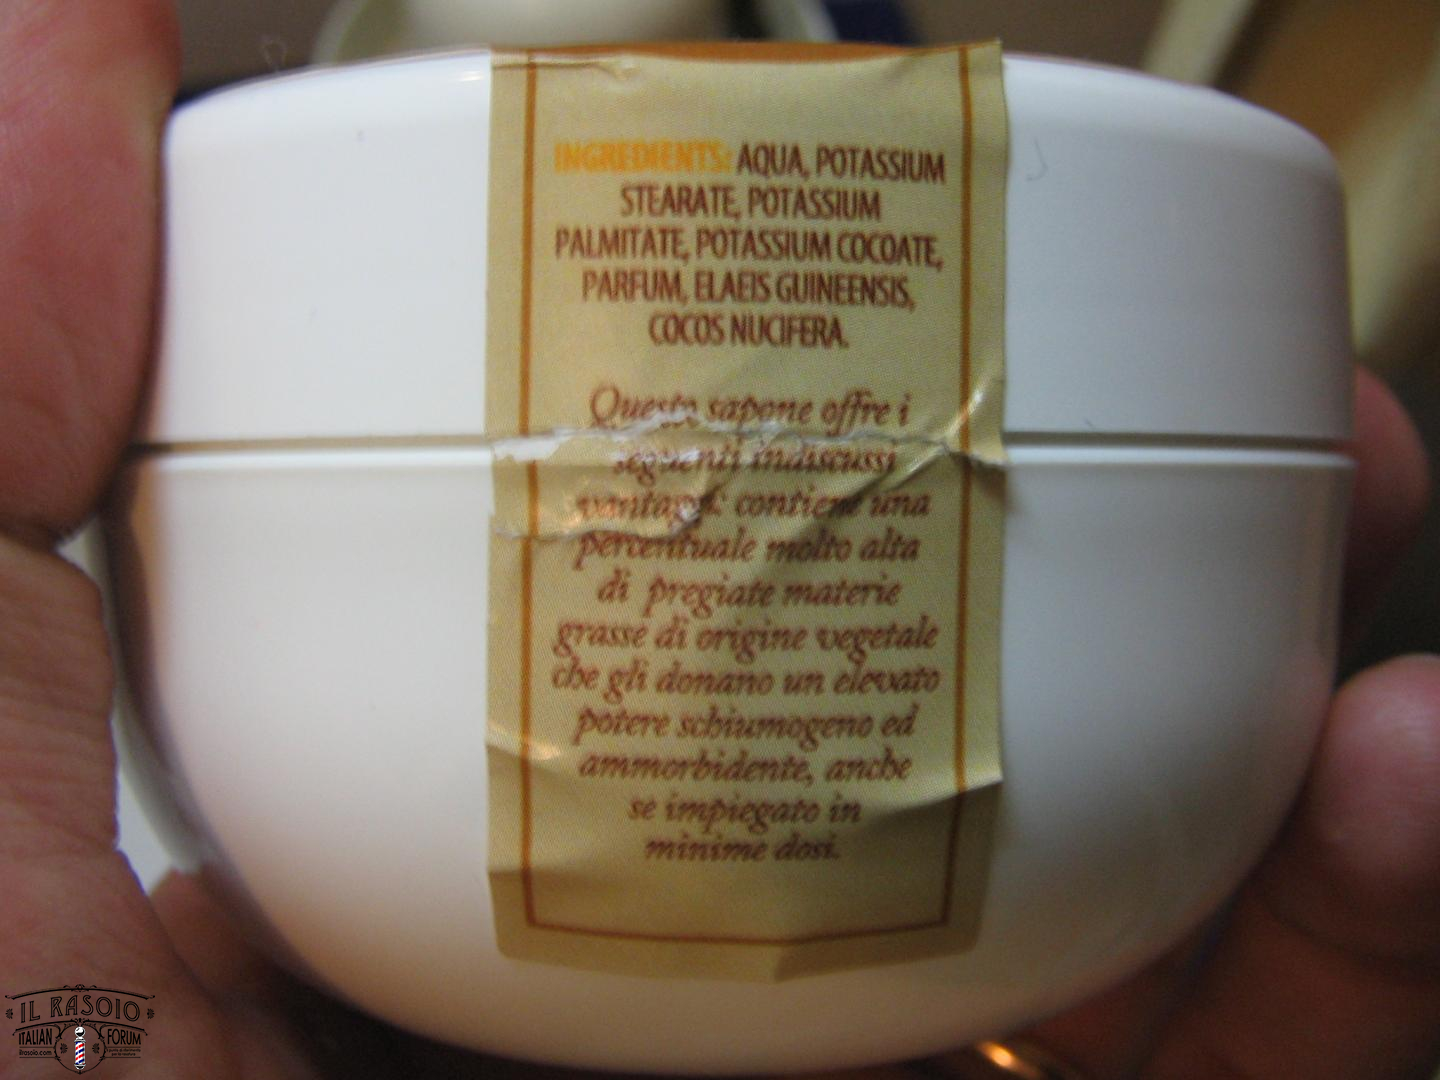 INGREDIENTS: AQUA, POTASSIUM
STEARATE, POTASSIUM
PALMITATE, POTASSIUM COCOATE,
PARFUM, ELAEIS GUINEENSIS,
COCOS NUCIFERA.
Questo sapone offre i
seguenti indiscussi
vantaggi: contiene una
percentuale molto alta
di pregiate materie
grasse di origine vegetale
che gli donano un elevato
potere schiumogeno ed
ammorbidente, anche
se impiegato in
minime dosi.
IL RASOIO
ITALIAN FORUM